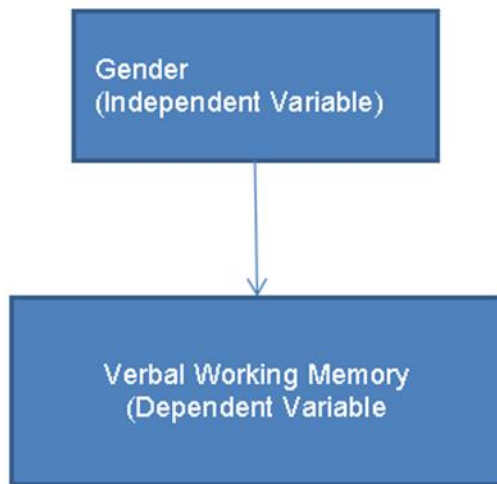 Gender
(Independent Variable)
Verbal Working Memory
(Dependent Variable